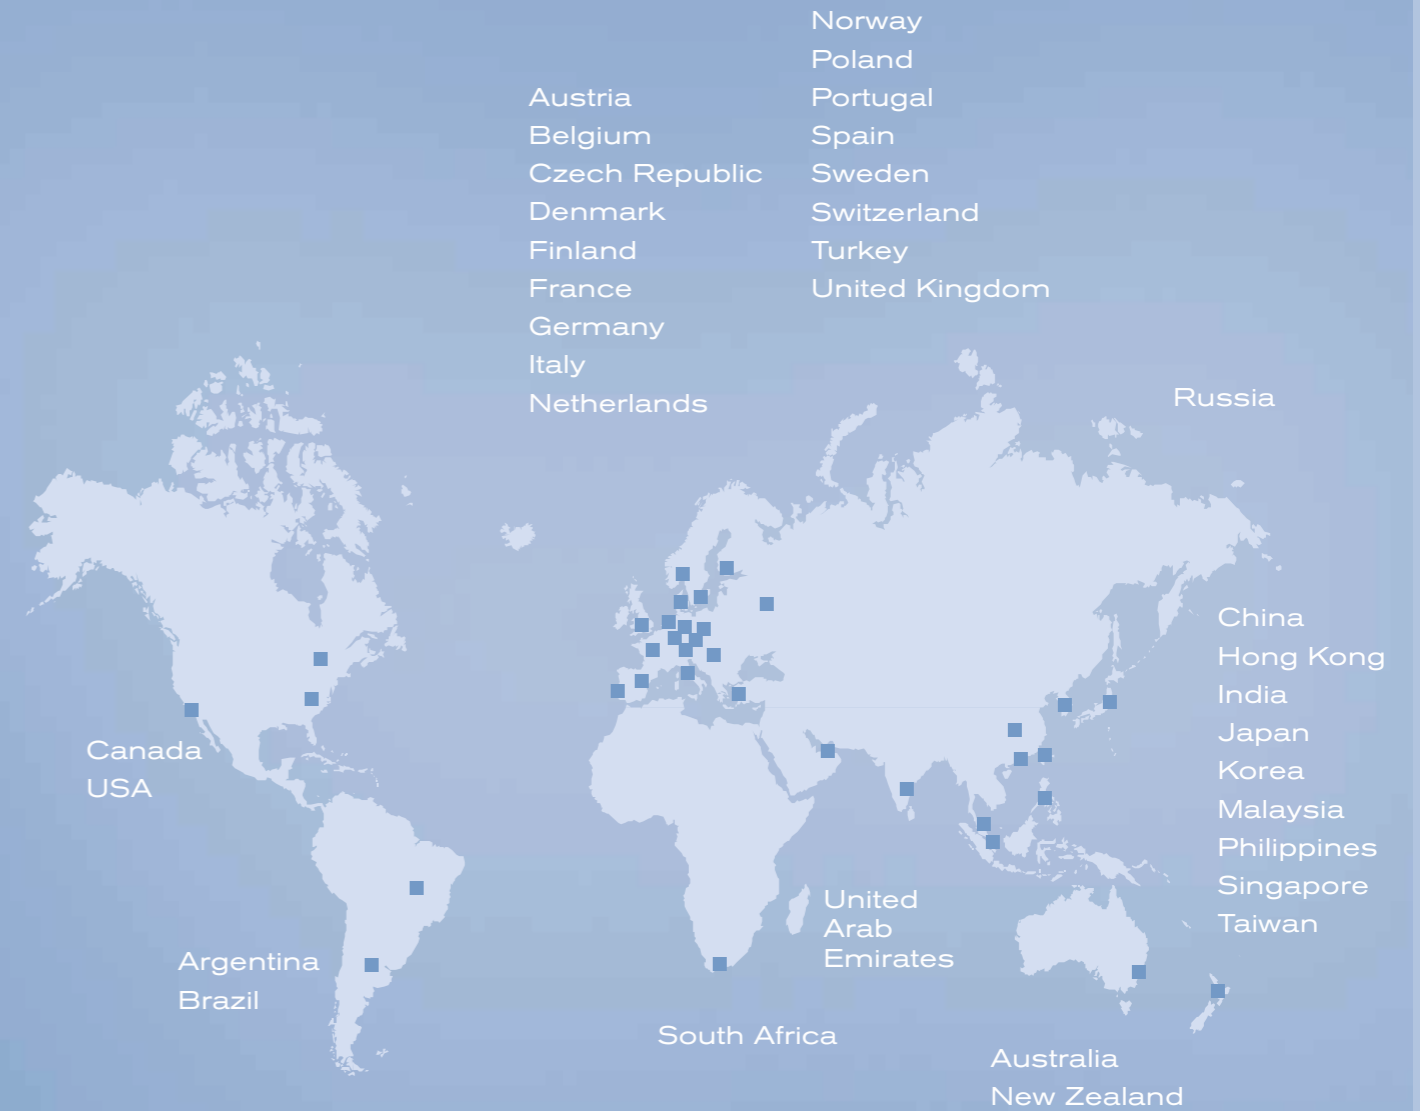 Austria
Belgium
Czech Republic
Denmark
Finland
France
Germany
Italy
Netherlands
Norway
Poland
Portugal
Spain
Sweden
Switzerland
Turkey
United Kingdom
Russia
Canada
USA
China
Hong Kong
India
Japan
Korea
Malaysia
Philippines
Singapore
Taiwan
Argentina
Brazil
United
Arab
Emirates
South Africa
Australia
New Zealand